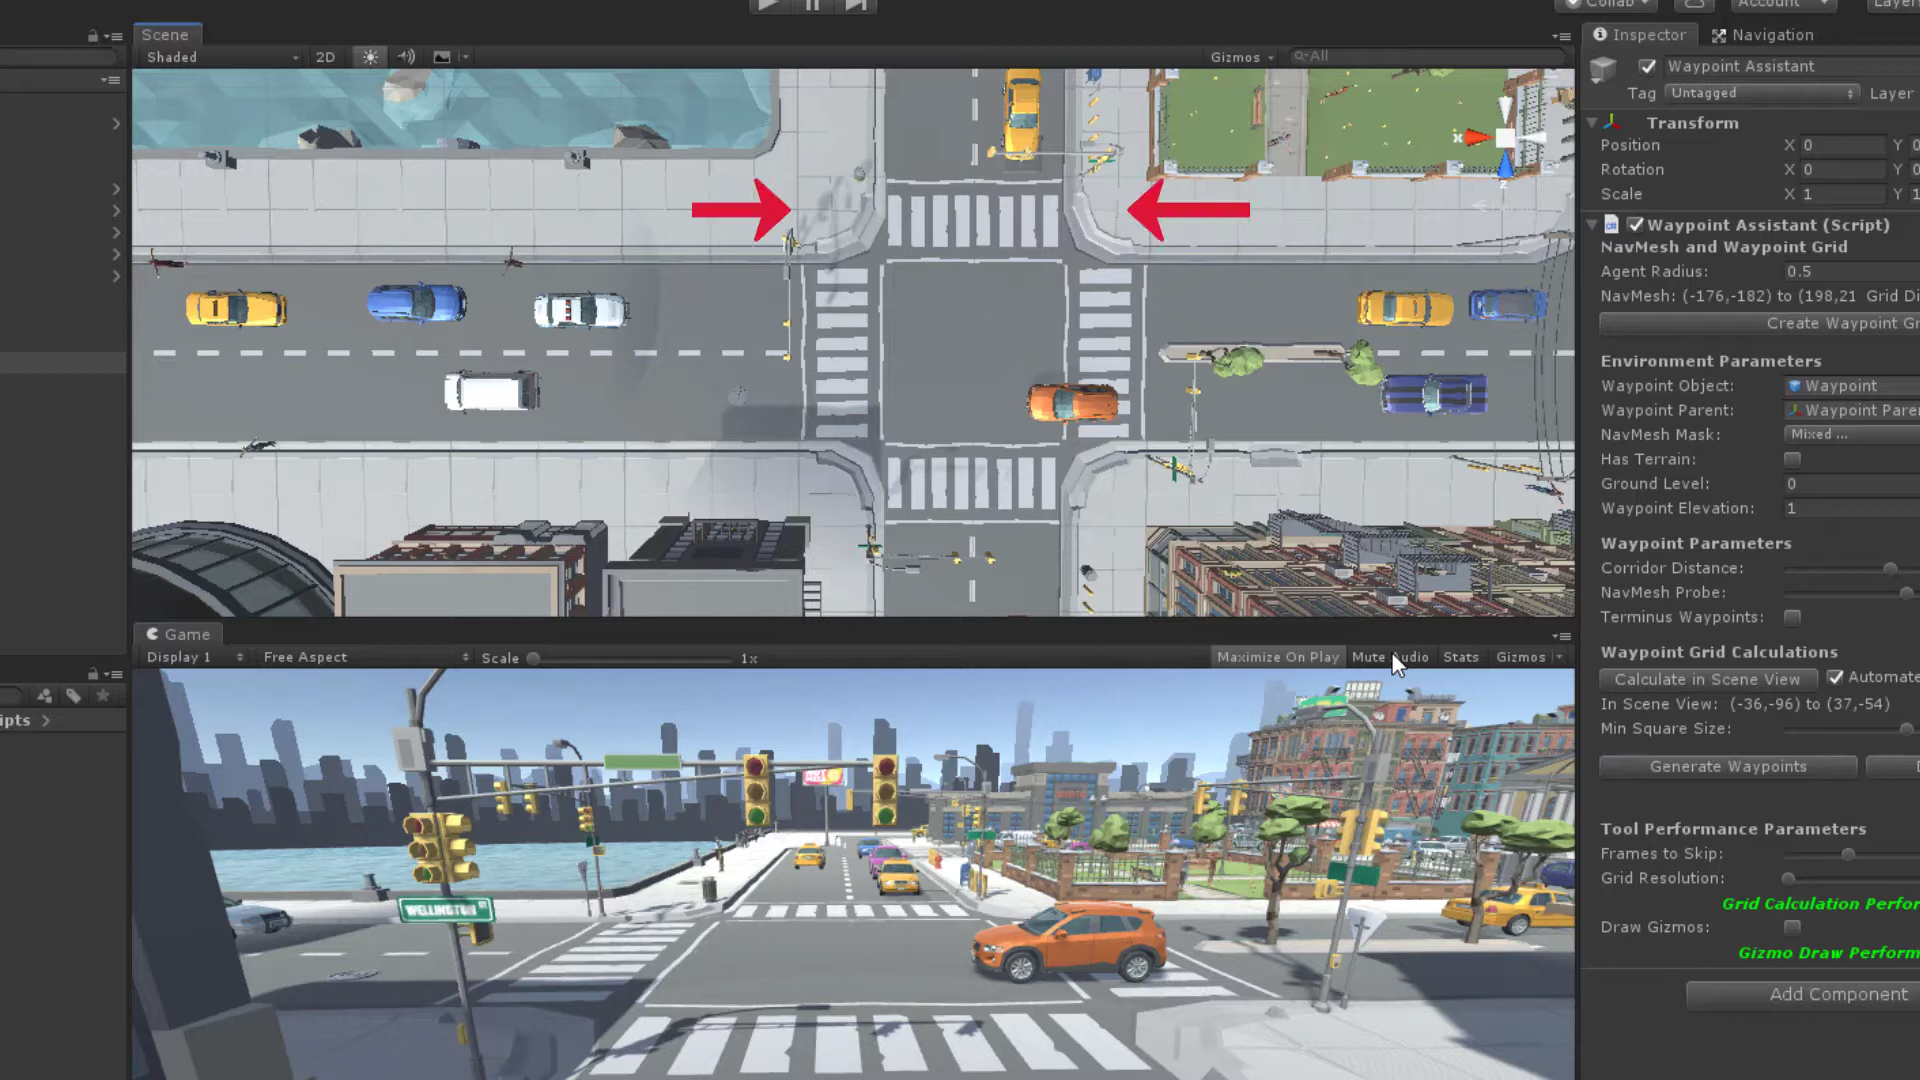 Collab
Account
Layers
Scene
Shaded
2D
Gizmos
All
Inspector
Navigation
Waypoint Assistant
Tag Untagged Layer
Transform
Position X 0 Y 0
Rotation X 0 Y 0
Scale X 1 Y 1
Waypoint Assistant (Script)
NavMesh and Waypoint Grid
Agent Radius: 0.5
NavMesh: (-176,-182) to (198,21 Grid Di
Create Waypoint Gr
Environment Parameters
Waypoint Object: Waypoint
Waypoint Parent: Waypoint Paren
NavMesh Mask: Mixed ...
Has Terrain:
Ground Level: 0
Waypoint Elevation: 1
Waypoint Parameters
Corridor Distance:
NavMesh Probe:
Terminus Waypoints:
Waypoint Grid Calculations
Calculate in Scene View Automate
In Scene View: (-36,-96) to (37,-54)
Min Square Size:
Generate Waypoints
Tool Performance Parameters
Frames to Skip:
Grid Resolution:
Grid Calculation Perfor
Draw Gizmos:
Gizmo Draw Perform
Add Component
x
z
Game
Display 1
Free Aspect
Scale 1x
Maximize On Play
Mute Audio
Stats
Gizmos
ipts
WELLINGTON